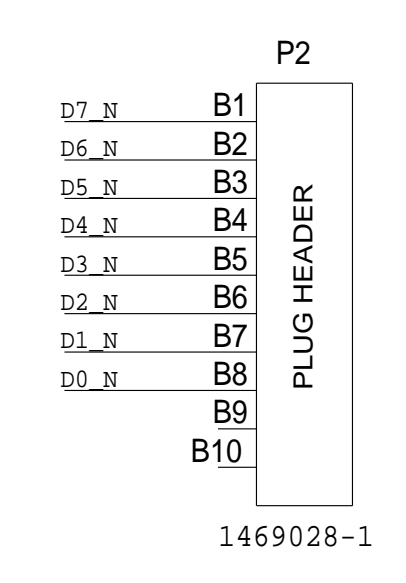 P2
D7_N B1
D6_N B2
D5_N B3
D4_N B4
D3_N B5
D2_N B6
D1_N B7
D0_N B8
B9
B10
PLUG HEADER
1469028-1